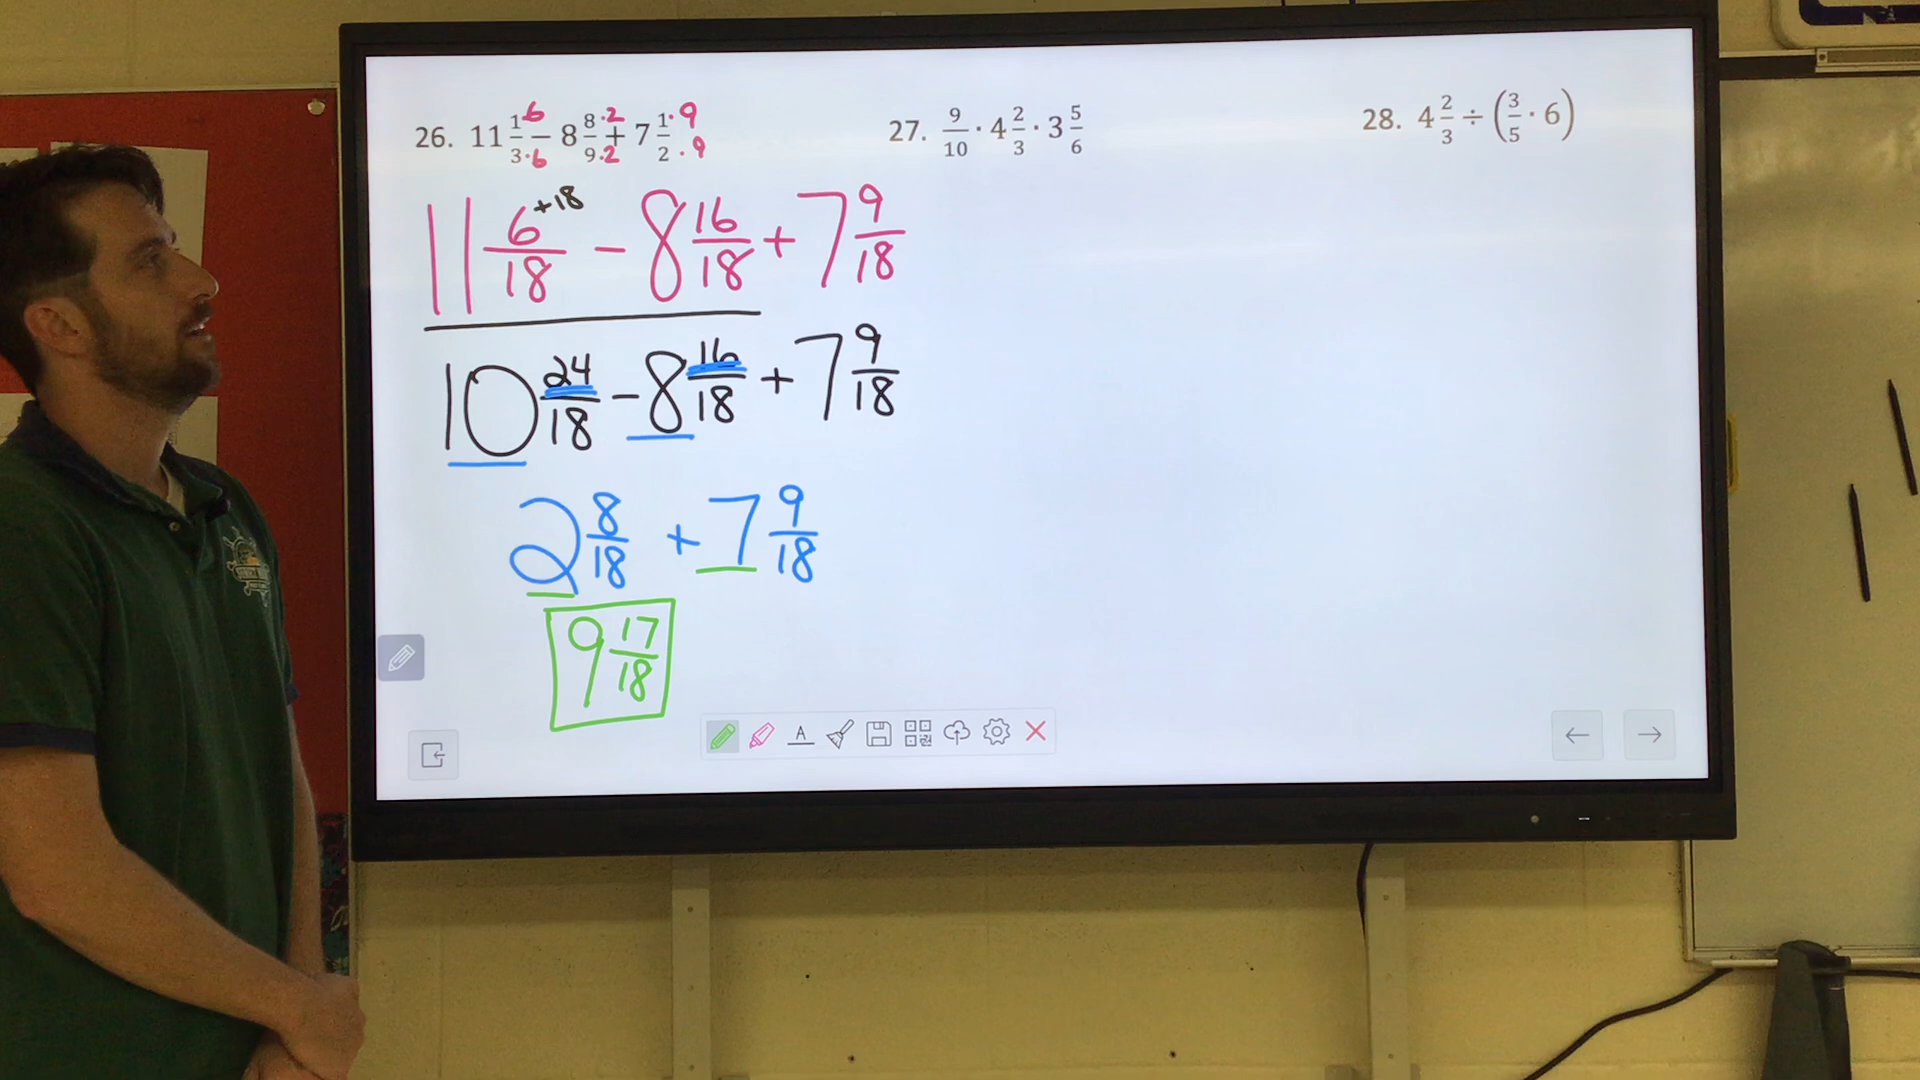 26. 11 1·6/3·6 − 8 8·2/9·2 + 7 1·9/2·9
27. 9/10 · 4 2/3 · 3 5/6
28. 4 2/3 ÷ (3/5 · 6)
11 6+18/18 − 8 16/18 + 7 9/18
10 24/18 − 8 16/18 + 7 9/18
2 8/18 + 7 9/18
9 17/18
A